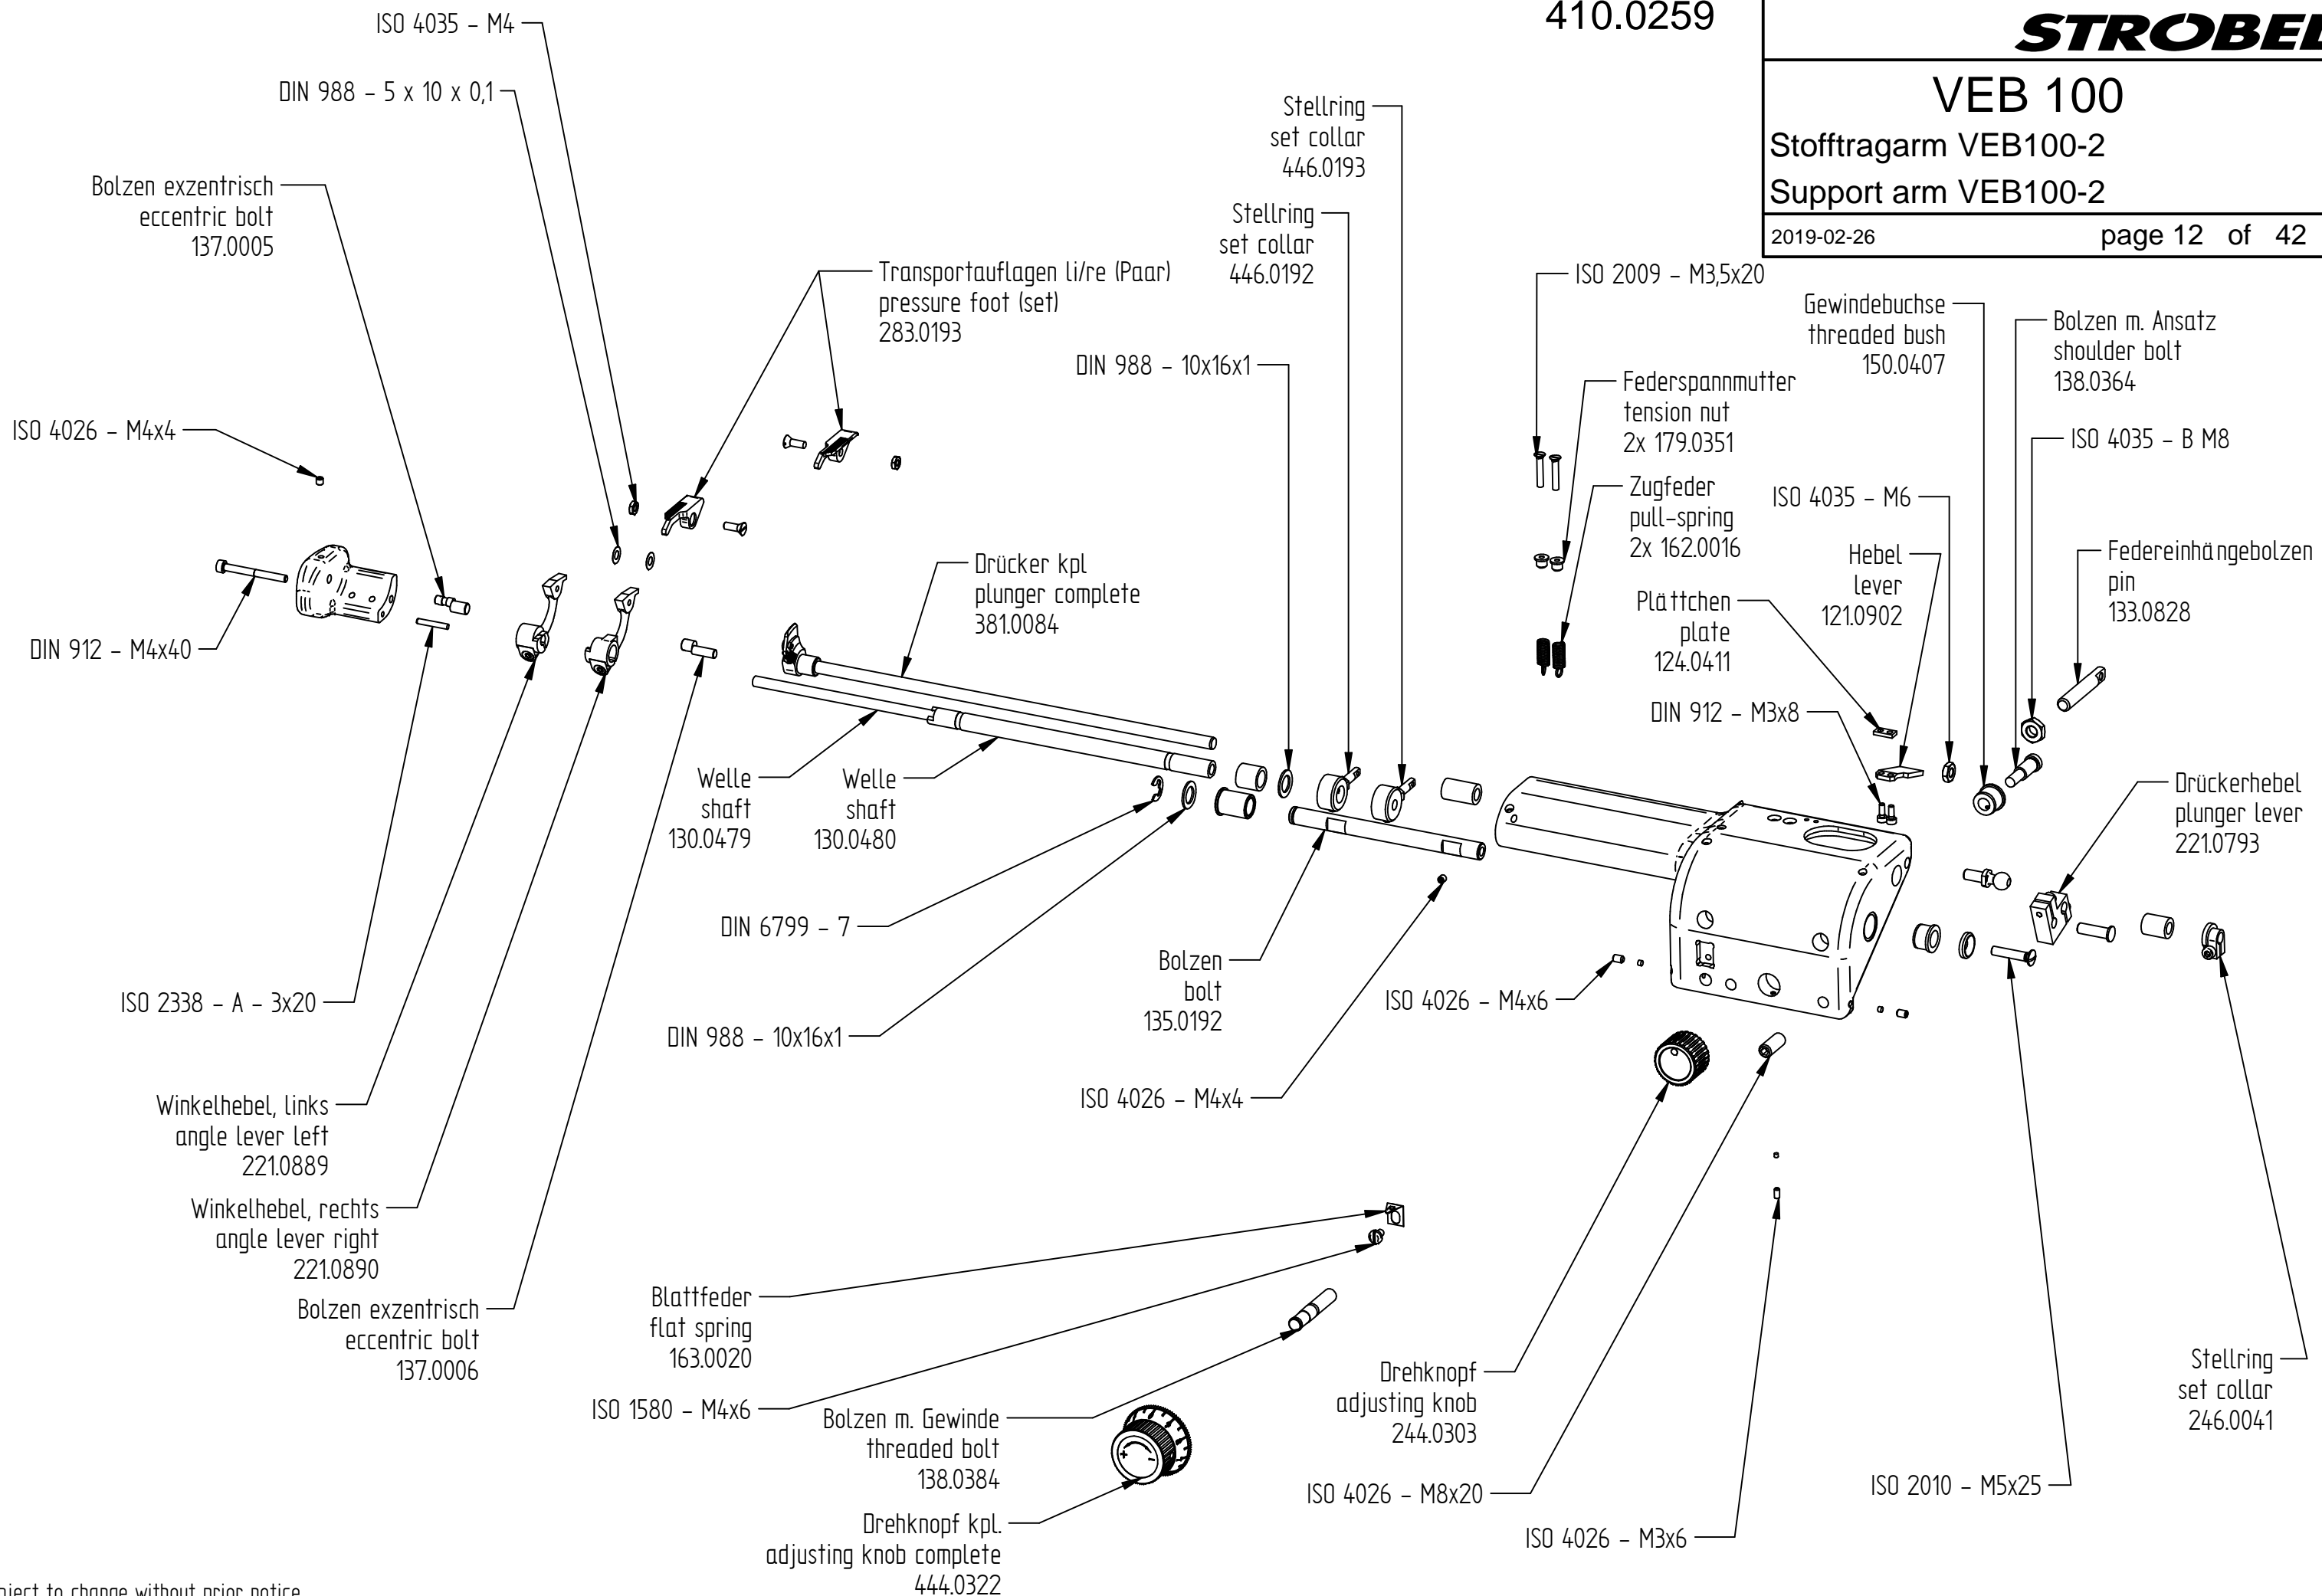 410.0259
STROBEL
VEB 100
Stofftragarm VEB100-2
Support arm VEB100-2
2019-02-26 page 12 of 42
ISO 4035 - M4
DIN 988 - 5 x 10 x 0,1
Bolzen exzentrisch
eccentric bolt
137.0005
ISO 4026 - M4x4
DIN 912 - M4x40
Transportauflagen li/re (Paar)
pressure foot (set)
283.0193
Stellring
set collar
446.0193
Stellring
set collar
446.0192
DIN 988 - 10x16x1
ISO 2009 - M3,5x20
Federspannmutter
tension nut
2x 179.0351
Zugfeder
pull-spring
2x 162.0016
Gewindebuchse
threaded bush
150.0407
Bolzen m. Ansatz
shoulder bolt
138.0364
ISO 4035 - B M8
ISO 4035 - M6
Hebel
lever
121.0902
Federeinhängebolzen
pin
133.0828
Plättchen
plate
124.0411
DIN 912 - M3x8
Drückerhebel
plunger lever
221.0793
Drücker kpl
plunger complete
381.0084
Welle
shaft
130.0479
Welle
shaft
130.0480
DIN 6799 - 7
DIN 988 - 10x16x1
ISO 2338 - A - 3x20
Bolzen
bolt
135.0192
ISO 4026 - M4x6
ISO 4026 - M4x4
Winkelhebel, links
angle lever left
221.0889
Winkelhebel, rechts
angle lever right
221.0890
Bolzen exzentrisch
eccentric bolt
137.0006
Blattfeder
flat spring
163.0020
ISO 1580 - M4x6
Bolzen m. Gewinde
threaded bolt
138.0384
Drehknopf kpl.
adjusting knob complete
444.0322
Drehknopf
adjusting knob
244.0303
ISO 4026 - M8x20
ISO 4026 - M3x6
ISO 2010 - M5x25
Stellring
set collar
246.0041
ject to change without prior notice